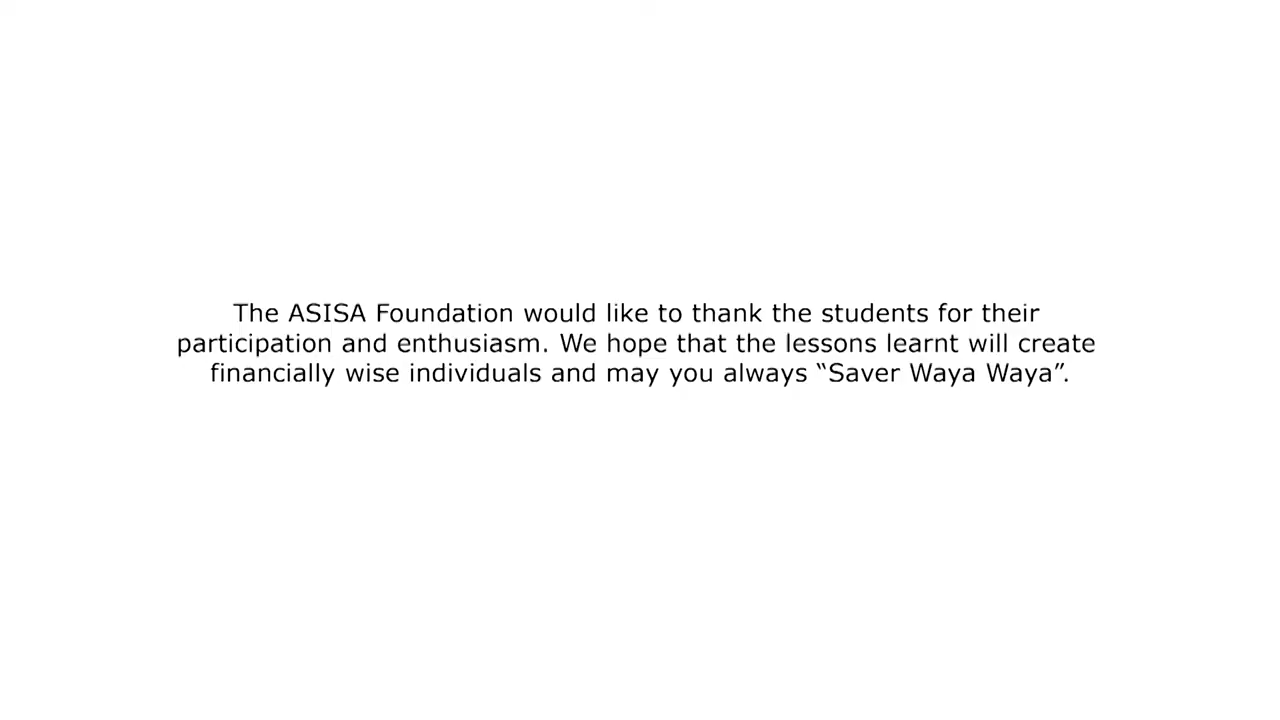 The ASISA Foundation would like to thank the students for their
participation and enthusiasm. We hope that the lessons learnt will create
financially wise individuals and may you always “Saver Waya Waya”.